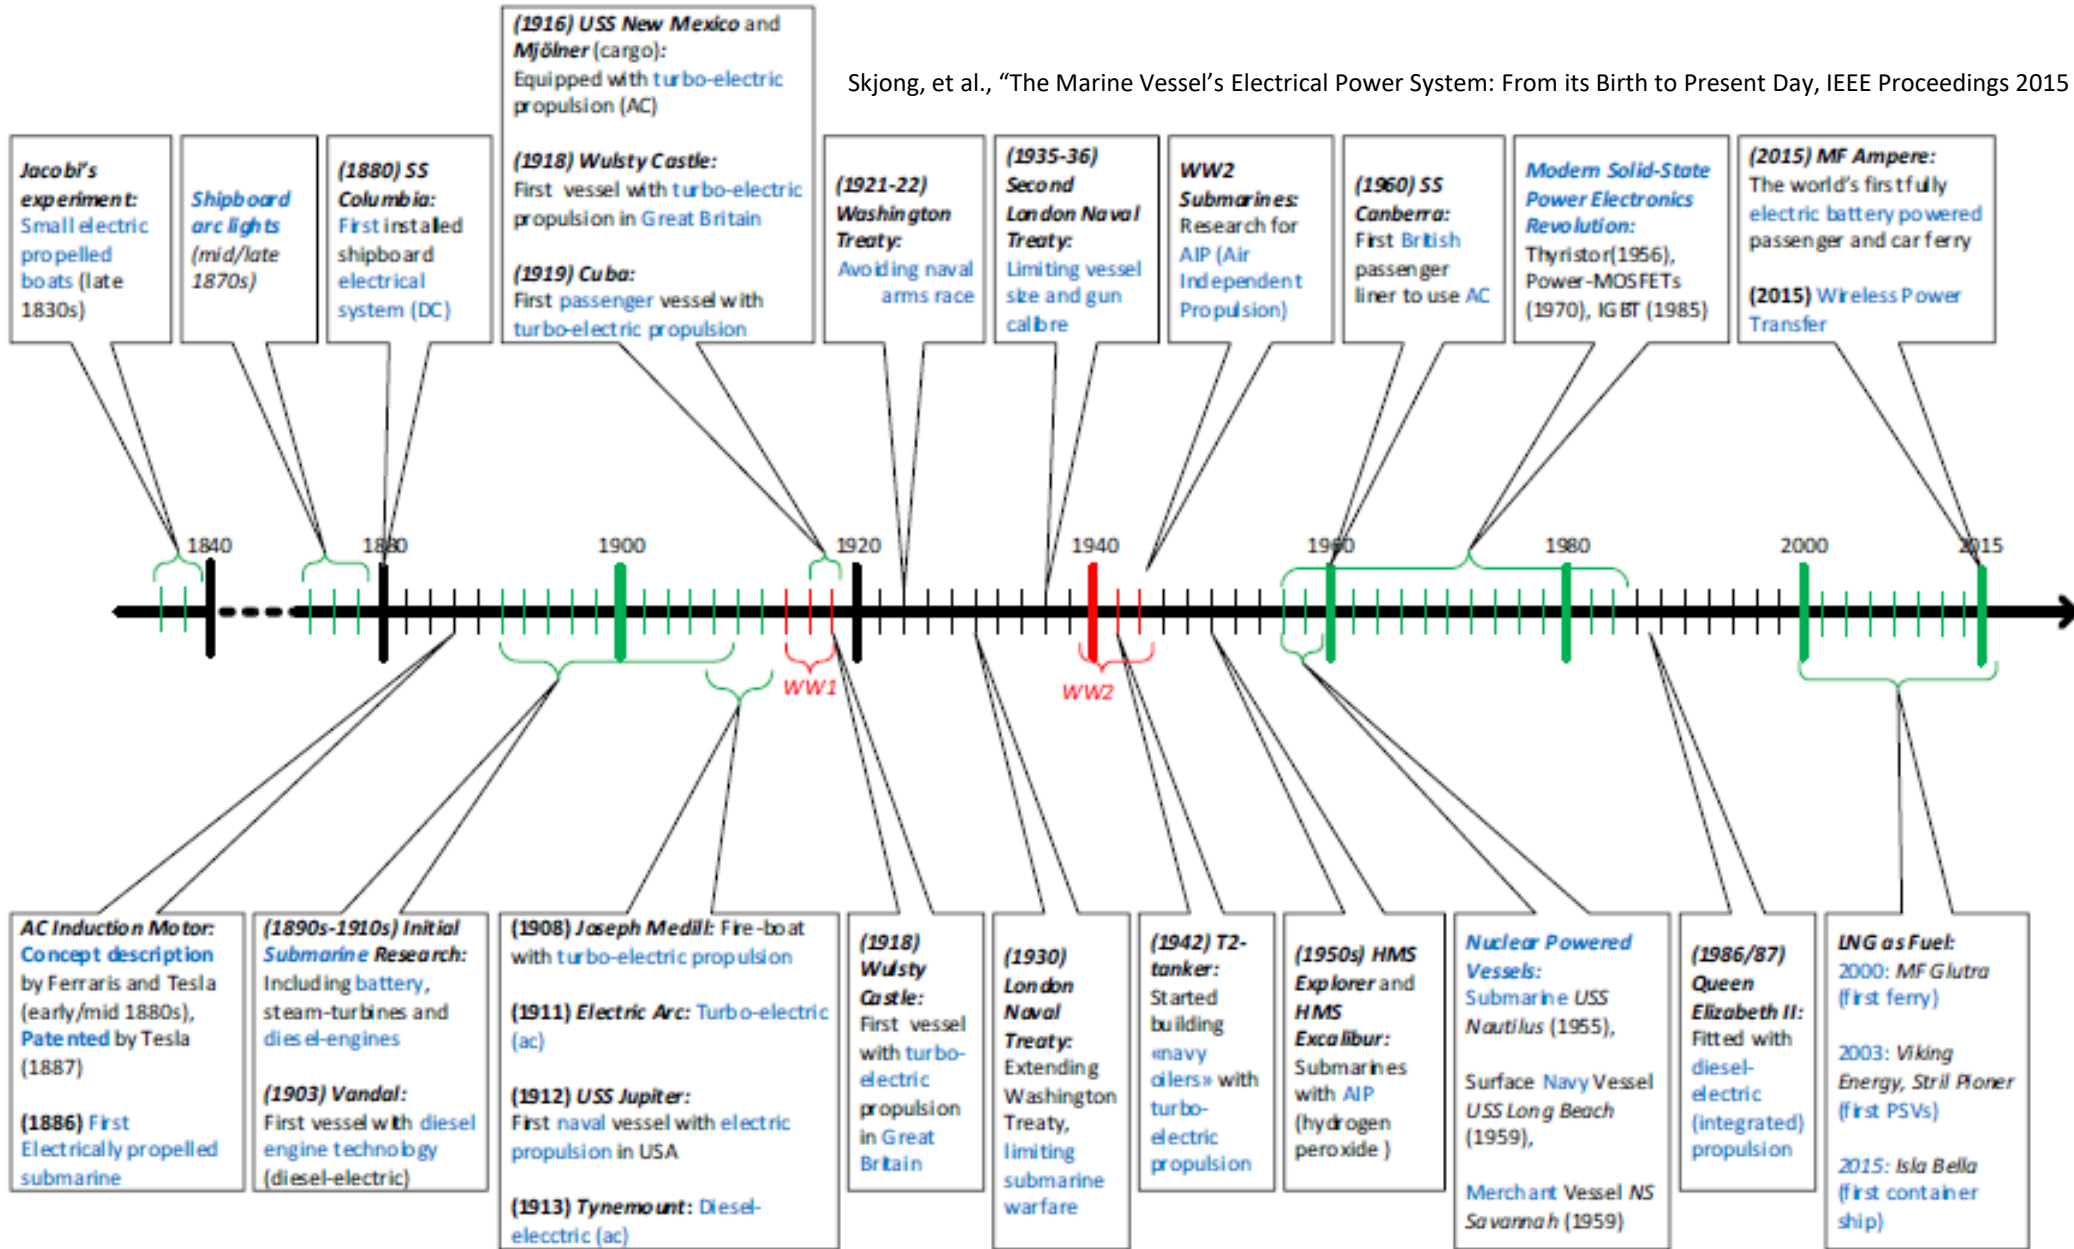 (1916) USS New Mexico and
Mjölner (cargo):
Equipped with turbo-electric
propulsion (AC)
(1918) Wulsty Castle:
First vessel with turbo-electric
propulsion in Great Britain
(1919) Cuba:
First passenger vessel with
turbo-electric propulsion
Skjong, et al., “The Marine Vessel’s Electrical Power System: From its Birth to Present Day, IEEE Proceedings 2015
Jacobi's
experiment:
Small electric
propelled
boats (late
1830s)
Shipboard
arc lights
(mid/late
1870s)
(1880) SS
Columbia:
First installed
shipboard
electrical
system (DC)
(1921-22)
Washington
Treaty:
Avoiding naval
arms race
(1935-36)
Second
London Naval
Treaty:
Limiting vessel
size and gun
calibre
WW2
Submarines:
Research for
AIP (Air
Independent
Propulsion)
(1960) SS
Canberra:
First British
passenger
liner to use AC
Modern Solid-State
Power Electronics
Revolution:
Thyristor(1956),
Power-MOSFETs
(1970), IGBT (1985)
(2015) MF Ampere:
The world's first fully
electric battery powered
passenger and car ferry
(2015) Wireless Power
Transfer
1840
1880
1900
1920
1940
1960
1980
2000
2015
WW1
WW2
AC Induction Motor:
Concept description
by Ferraris and Tesla
(early/mid 1880s),
Patented by Tesla
(1887)
(1886) First
Electrically propelled
submarine
(1890s-1910s) Initial
Submarine Research:
Including battery,
steam-turbines and
diesel-engines
(1903) Vandal:
First vessel with diesel
engine technology
(diesel-electric)
(1908) Joseph Medill: Fire-boat
with turbo-electric propulsion
(1911) Electric Arc: Turbo-electric
(ac)
(1912) USS Jupiter:
First naval vessel with electric
propulsion in USA
(1913) Tynemount: Diesel-
elecctric (ac)
(1918)
Wulsty
Castle:
First vessel
with turbo-
electric
propulsion
in Great
Britain
(1930)
London
Naval
Treaty:
Extending
Washington
Treaty,
limiting
submarine
warfare
(1942) T2-
tanker:
Started
building
«navy
oilers» with
turbo-
electric
propulsion
(1950s) HMS
Explorer and
HMS
Excalibur:
Submarines
with AIP
(hydrogen
peroxide )
Nuclear Powered
Vessels:
Submarine USS
Nautilus (1955),
Surface Navy Vessel
USS Long Beach
(1959),
Merchant Vessel NS
Savannah (1959)
(1986/87)
Queen
Elizabeth II:
Fitted with
diesel-
electric
(integrated)
propulsion
LNG as Fuel:
2000: MF Glutra
(first ferry)
2003: Viking
Energy, Stril Pioner
(first PSVs)
2015: Isla Bella
(first container
ship)